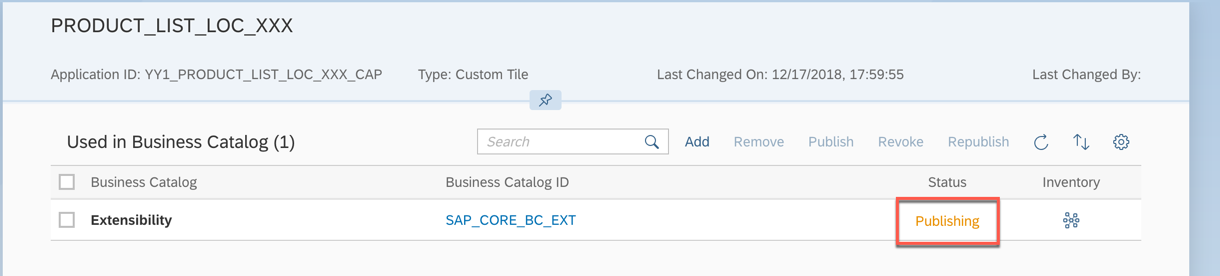 PRODUCT_LIST_LOC_XXX
Application ID: YY1_PRODUCT_LIST_LOC_XXX_CAP Type: Custom Tile Last Changed On: 12/17/2018, 17:59:55 Last Changed By:
Used in Business Catalog (1) Search Add Remove Publish Revoke Republish
Business Catalog Business Catalog ID Status Inventory
Extensibility SAP_CORE_BC_EXT Publishing